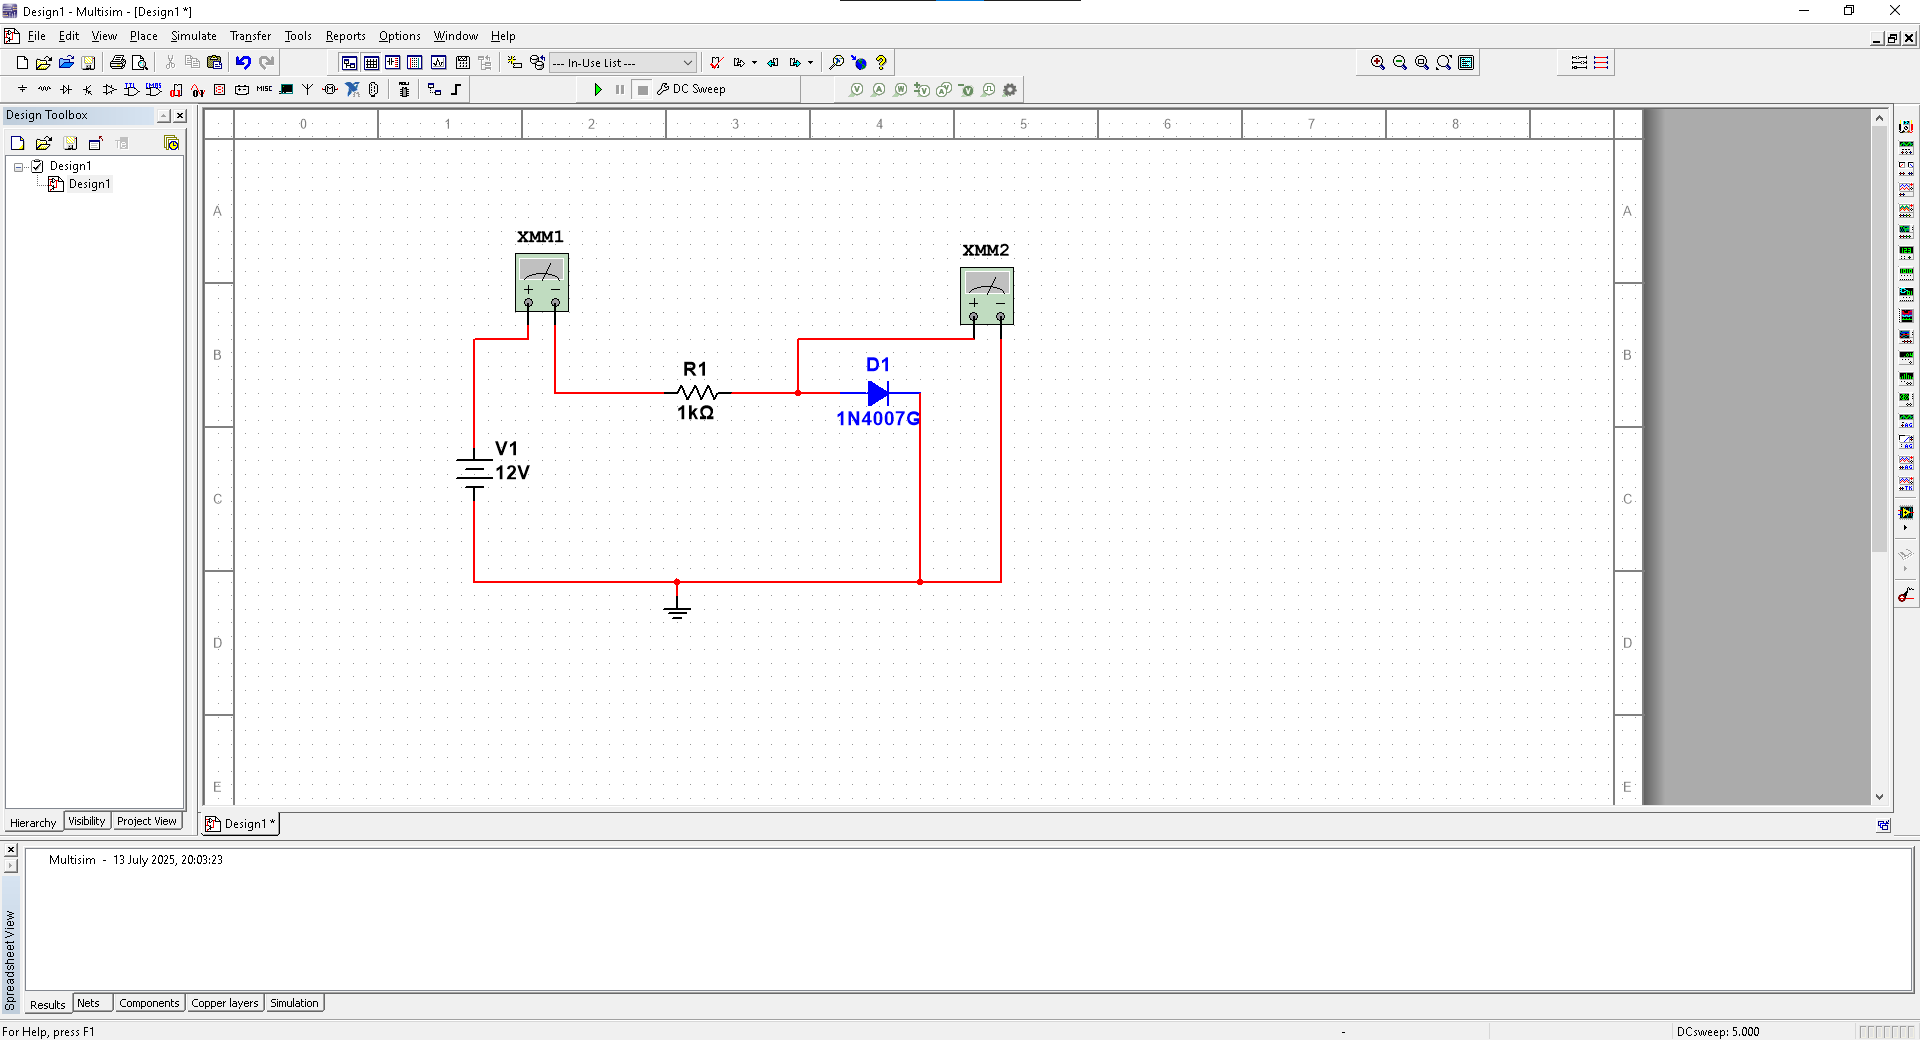 Design1 - Multisim - [Design1 *]
File Edit View Place Simulate Transfer Tools Reports Options Window Help
--- In-Use List ---
MISC
DC Sweep
Design Toolbox
Design1
Design1
0 1 2 3 4 5 6 7 8
A A
XMM1
XMM2
B B
R1
1kΩ
D1
1N4007G
V1
12V
C C
D D
E E
Hierarchy Visibility Project View
Design1 *
Multisim - 13 July 2025, 20:03:23
Spreadsheet View
Results Nets Components Copper layers Simulation
For Help, press F1
-
DCsweep: 5.000